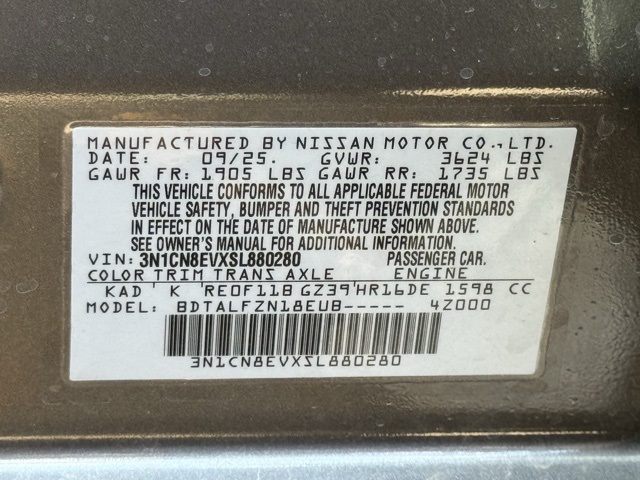 MANUFACTURED BY NISSAN MOTOR CO., LTD.
DATE: 09/25. GVWR: 3624 LBS
GAWR FR: 1905 LBS GAWR RR: 1735 LBS
THIS VEHICLE CONFORMS TO ALL APPLICABLE FEDERAL MOTOR
VEHICLE SAFETY, BUMPER AND THEFT PREVENTION STANDARDS
IN EFFECT ON THE DATE OF MANUFACTURE SHOWN ABOVE.
SEE OWNER'S MANUAL FOR ADDITIONAL INFORMATION.
VIN: 3N1CN8EVXSL880280 PASSENGER CAR.
COLOR TRIM TRANS AXLE ENGINE
KAD K RE0F11B GZ39 HR16DE 1598 CC
MODEL: BDTALFZN18EUB----- 4Z000
3N1CN8EVXSL880280